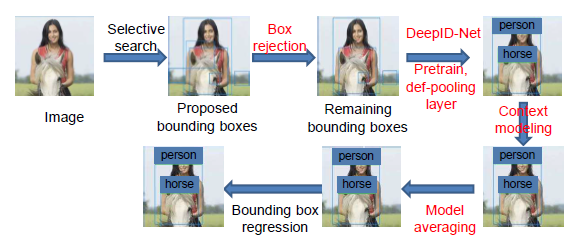 Selective
search
Box
rejection
DeepID-Net
Pretrain,
def-pooling
layer
person
horse
Image
Proposed
bounding boxes
Remaining
bounding boxes
Context
modeling
person
horse
Model
averaging
person
horse
Bounding box
regression
person
horse